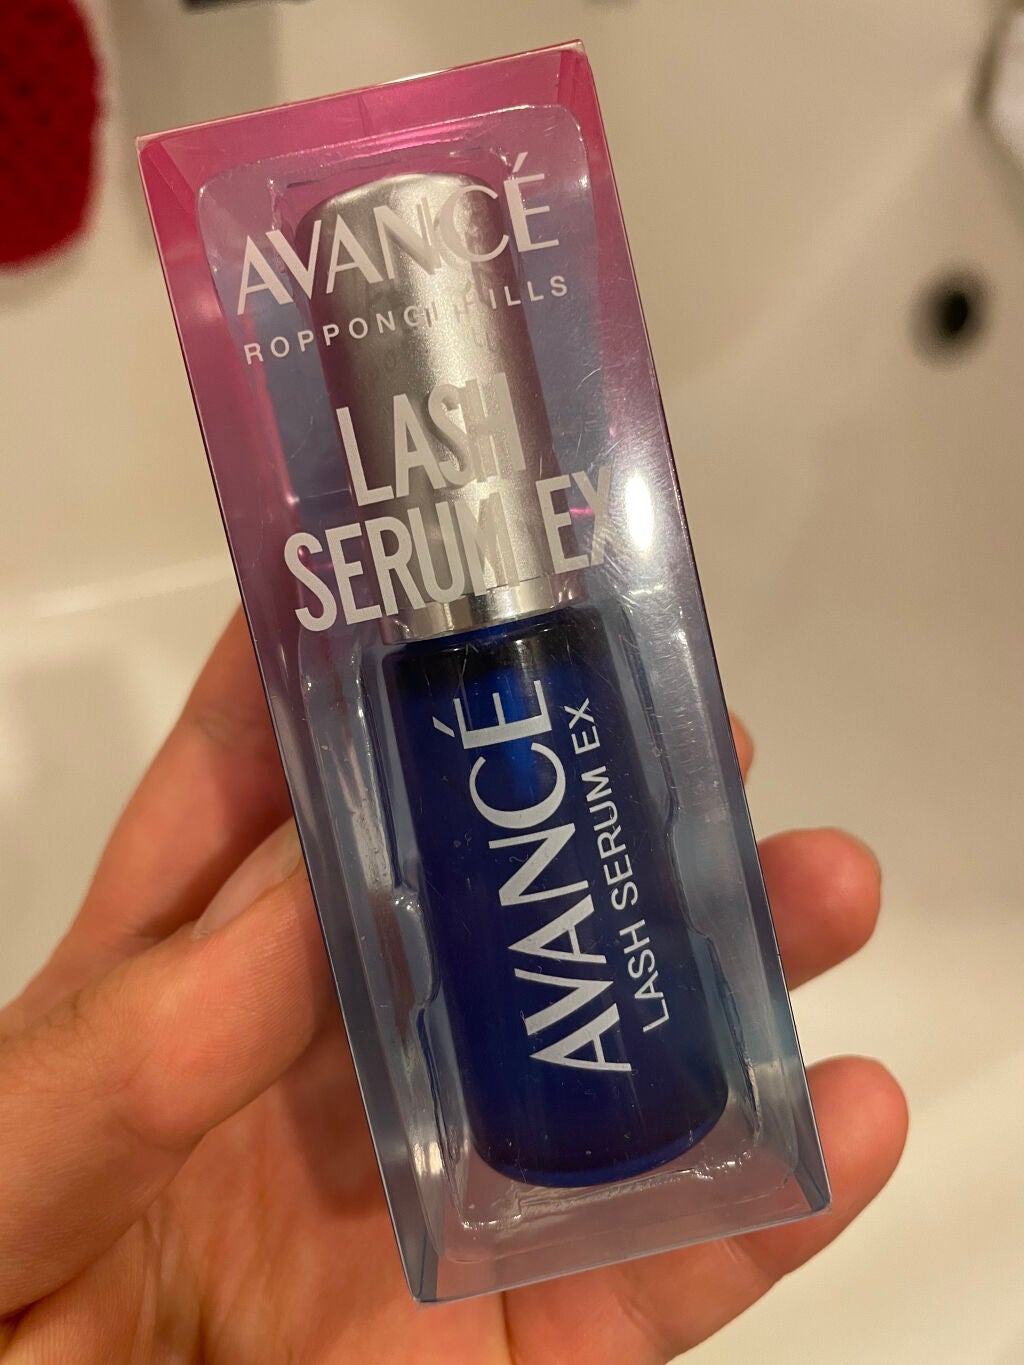 AVANCÉ
ROPPONGI HILLS
LASH
SERUM EX
AVANCÉ
LASH SERUM EX